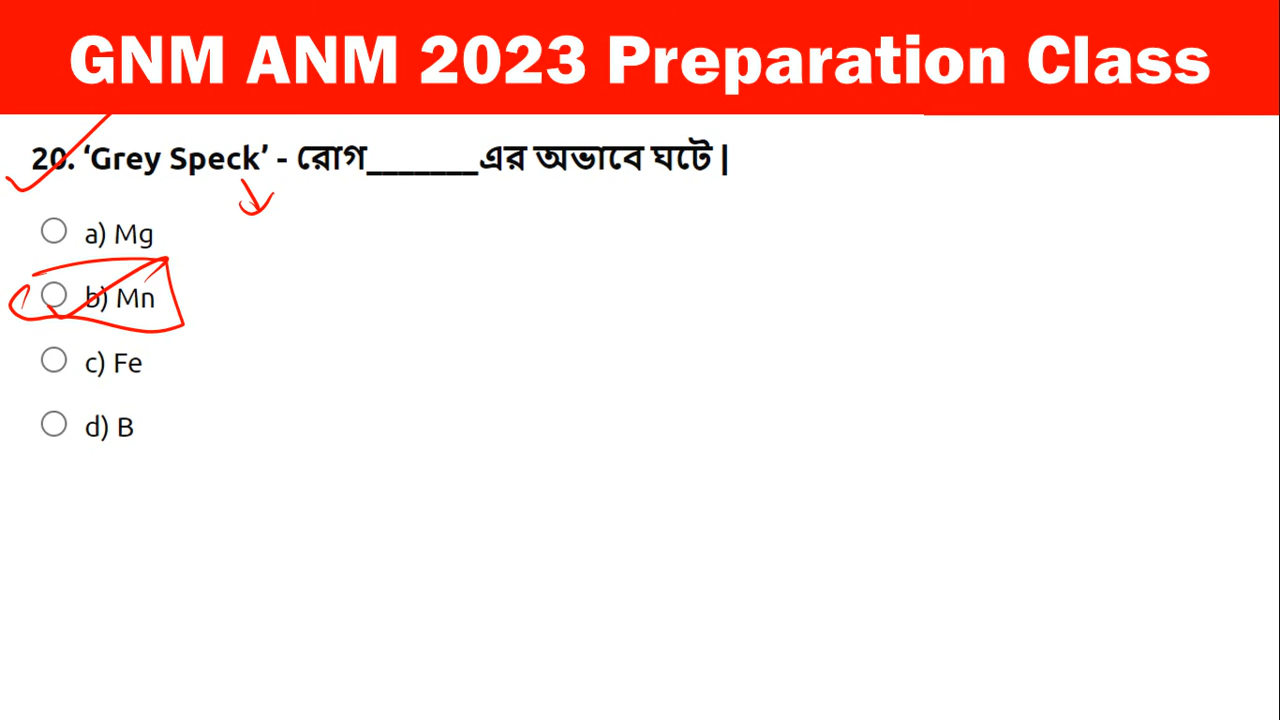 GNM ANM 2023 Preparation Class
20. ‘Grey Speck’ - রোগ_______এর অভাবে ঘটে |
a) Mg
b) Mn
c) Fe
d) B